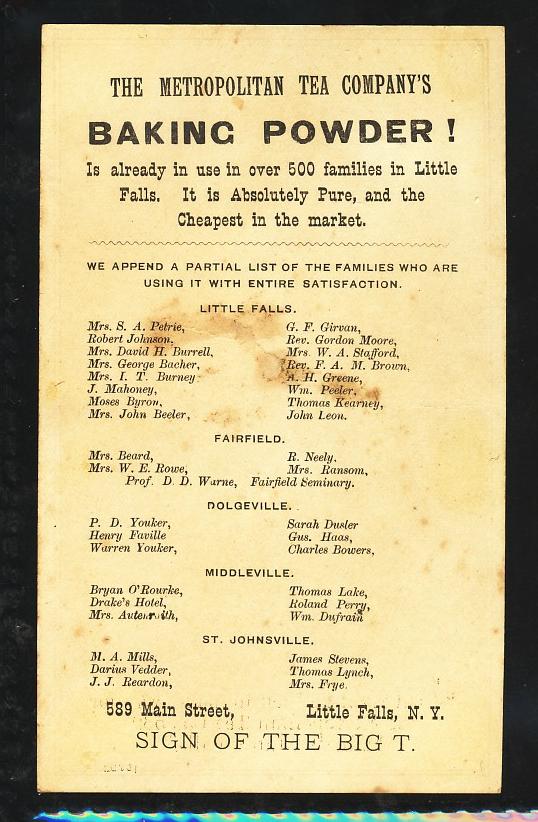 THE METROPOLITAN TEA COMPANY'S
BAKING POWDER!
Is already in use in over 500 families in Little
Falls. It is Absolutely Pure, and the
Cheapest in the market.
WE APPEND A PARTIAL LIST OF THE FAMILIES WHO ARE
USING IT WITH ENTIRE SATISFACTION.
LITTLE FALLS.
Mrs. S. A. Petrie, G. F. Girvan,
Robert Johnson, Rev. Gordon Moore,
Mrs. David H. Burrell, Mrs. W. A. Stafford,
Mrs. George Bacher, Rev. F. A. M. Brown,
Mrs. I. T. Burney H. Greene,
J. Mahoney, Wm. Peeler,
Moses Byron, Thomas Kearney,
Mrs. John Beeler, John Leon.
FAIRFIELD.
Mrs. Beard, R. Neely,
Mrs. W. E. Rowe, Mrs. Ransom,
Prof. D. D. Warne, Fairfield Seminary.
DOLGEVILLE.
P. D. Youker, Sarah Dusler
Henry Faville Gus. Haas,
Warren Youker, Charles Bowers,
MIDDLEVILLE.
Bryan O'Rourke, Thomas Lake,
Drake's Hotel, Roland Perry,
Mrs. Wm. Dufrain
ST. JOHNSVILLE.
M. A. Mills, James Stevens,
Darius Vedder, Thomas Lynch,
J. J. Reardon, Mrs. Frye.
589 Main Street, Little Falls, N. Y.
SIGN OF THE BIG T.